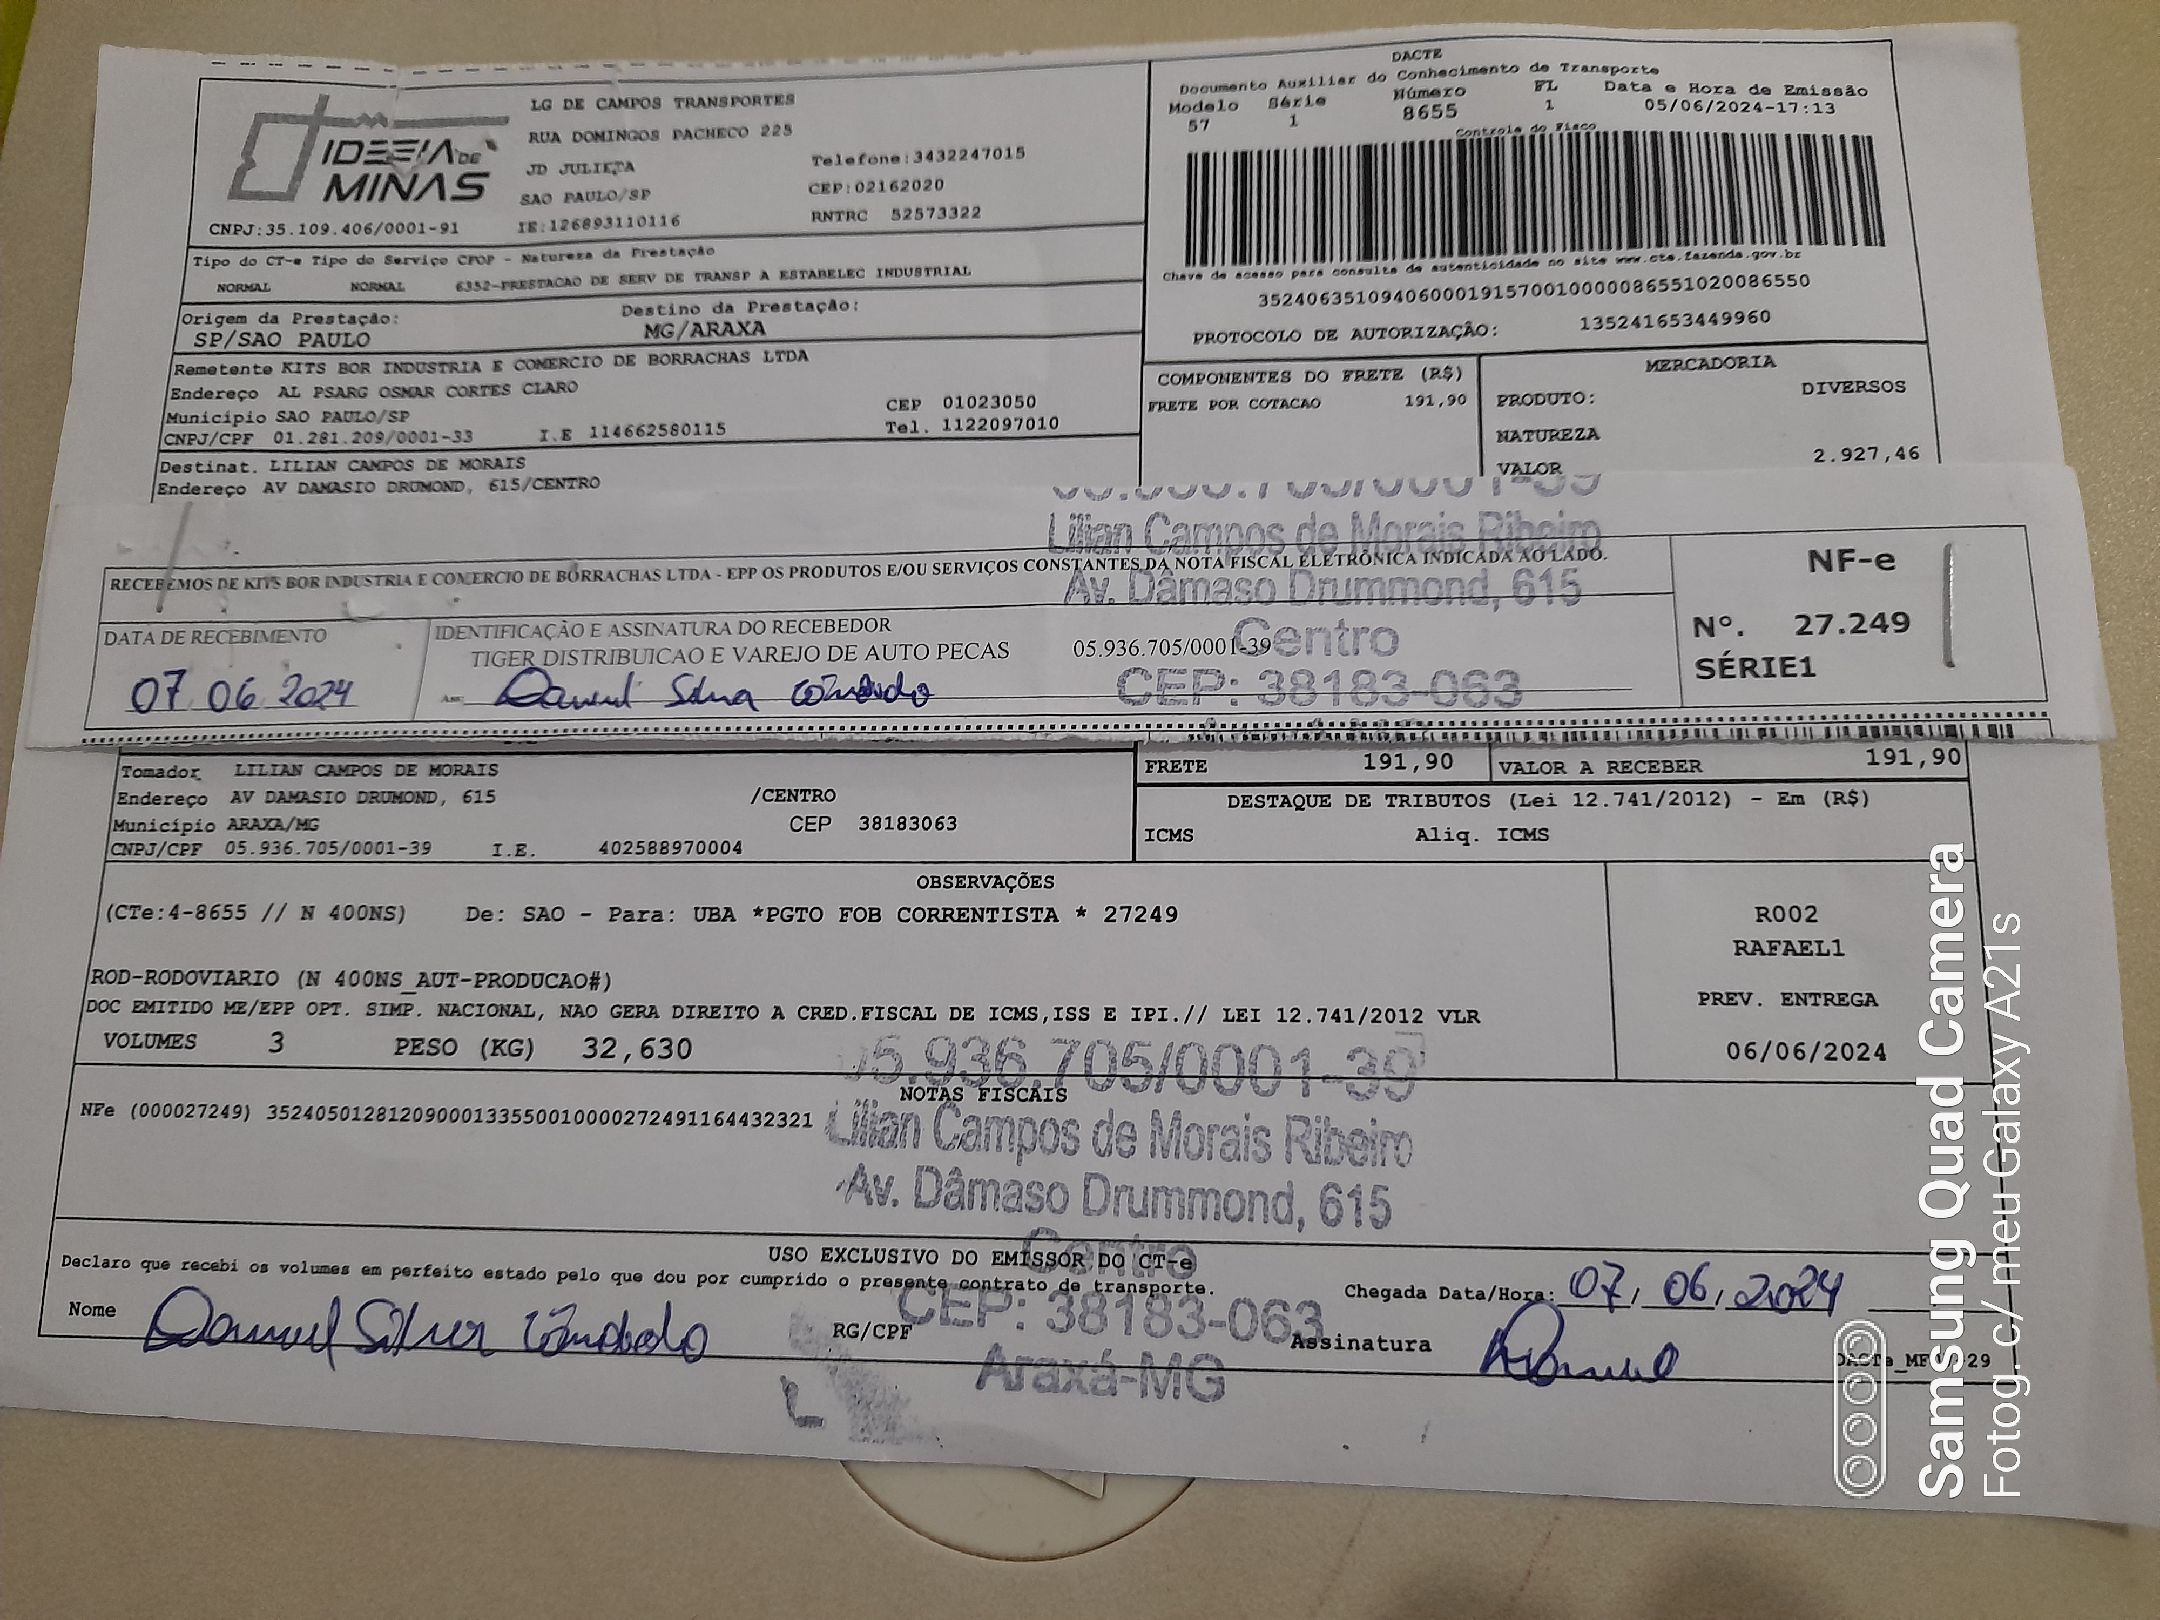 IDEEIA DE
MINAS
CNPJ:35.109.406/0001-91
LG DE CAMPOS TRANSPORTES
RUA DOMINGOS PACHECO 225
JD JULIETA
SAO PAULO/SP
IE:126893110116
Telefone:3432247015
CEP:02162020
RNTRC 52573322
DACTE
Documento Auxiliar do Conhecimento de Transporte
Modelo Série Número FL Data e Hora de Emissão
57 1 8655 1 05/06/2024-17:13
Controle do Fisco
Chave de acesso para consulta de autenticidade no site www.cte.fazenda.gov.br
35240635109406000191570010000086551020086550
PROTOCOLO DE AUTORIZAÇÃO: 135241653449960
Tipo do CT-e Tipo do Serviço CFOP - Natureza da Prestação
NORMAL NORMAL 6352-PRESTACAO DE SERV DE TRANSP A ESTABELEC INDUSTRIAL
Origem da Prestação: Destino da Prestação:
SP/SAO PAULO MG/ARAXA
Remetente KITS BOR INDUSTRIA E COMERCIO DE BORRACHAS LTDA
Endereço AL PSARG OSMAR CORTES CLARO
Município SAO PAULO/SP CEP 01023050
CNPJ/CPF 01.281.209/0001-33 I.E 114662580115 Tel. 1122097010
Destinat. LILIAN CAMPOS DE MORAIS
Endereço AV DAMASIO DRUMOND, 615/CENTRO
COMPONENTES DO FRETE (R$)
FRETE POR COTACAO 191,90
MERCADORIA
PRODUTO: DIVERSOS
NATUREZA
VALOR 2.927,46
Lilian Campos de Morais Ribeiro
Av. Dâmaso Drummond, 615
Centro
CEP: 38183-063
RECEBEMOS DE KITS BOR INDUSTRIA E COMERCIO DE BORRACHAS LTDA - EPP OS PRODUTOS E/OU SERVIÇOS CONSTANTES DA NOTA FISCAL ELETRÔNICA INDICADA AO LADO.
DATA DE RECEBIMENTO
07 06 2024
IDENTIFICAÇÃO E ASSINATURA DO RECEBEDOR
TIGER DISTRIBUICAO E VAREJO DE AUTO PECAS 05.936.705/0001-39
Ass:
NF-e
Nº. 27.249
SÉRIE1
Tomador LILIAN CAMPOS DE MORAIS
Endereço AV DAMASIO DRUMOND, 615 /CENTRO
Município ARAXA/MG CEP 38183063
CNPJ/CPF 05.936.705/0001-39 I.E. 402588970004
FRETE 191,90 VALOR A RECEBER 191,90
DESTAQUE DE TRIBUTOS (Lei 12.741/2012) - Em (R$)
ICMS Aliq. ICMS
OBSERVAÇÕES
(CTe:4-8655 // N 400NS) De: SAO - Para: UBA *PGTO FOB CORRENTISTA * 27249
ROD-RODOVIARIO (N 400NS_AUT-PRODUCAO#)
DOC EMITIDO ME/EPP OPT. SIMP. NACIONAL, NAO GERA DIREITO A CRED.FISCAL DE ICMS,ISS E IPI.// LEI 12.741/2012 VLR
VOLUMES 3 PESO (KG) 32,630
R002
RAFAEL1
PREV. ENTREGA
06/06/2024
NOTAS FISCAIS
NFe (000027249) 35240501281209000133550010000272491164432321
05.936.705/0001-39
Lilian Campos de Morais Ribeiro
Av. Dâmaso Drummond, 615
Centro
CEP: 38183-063
Araxá-MG
USO EXCLUSIVO DO EMISSOR DO CT-e
Declaro que recebi os volumes em perfeito estado pelo que dou por cumprido o presente contrato de transporte.
Chegada Data/Hora: 07, 06, 2024
Nome
RG/CPF
Assinatura
Samsung Quad Camera
Fotog. c/ meu Galaxy A21s